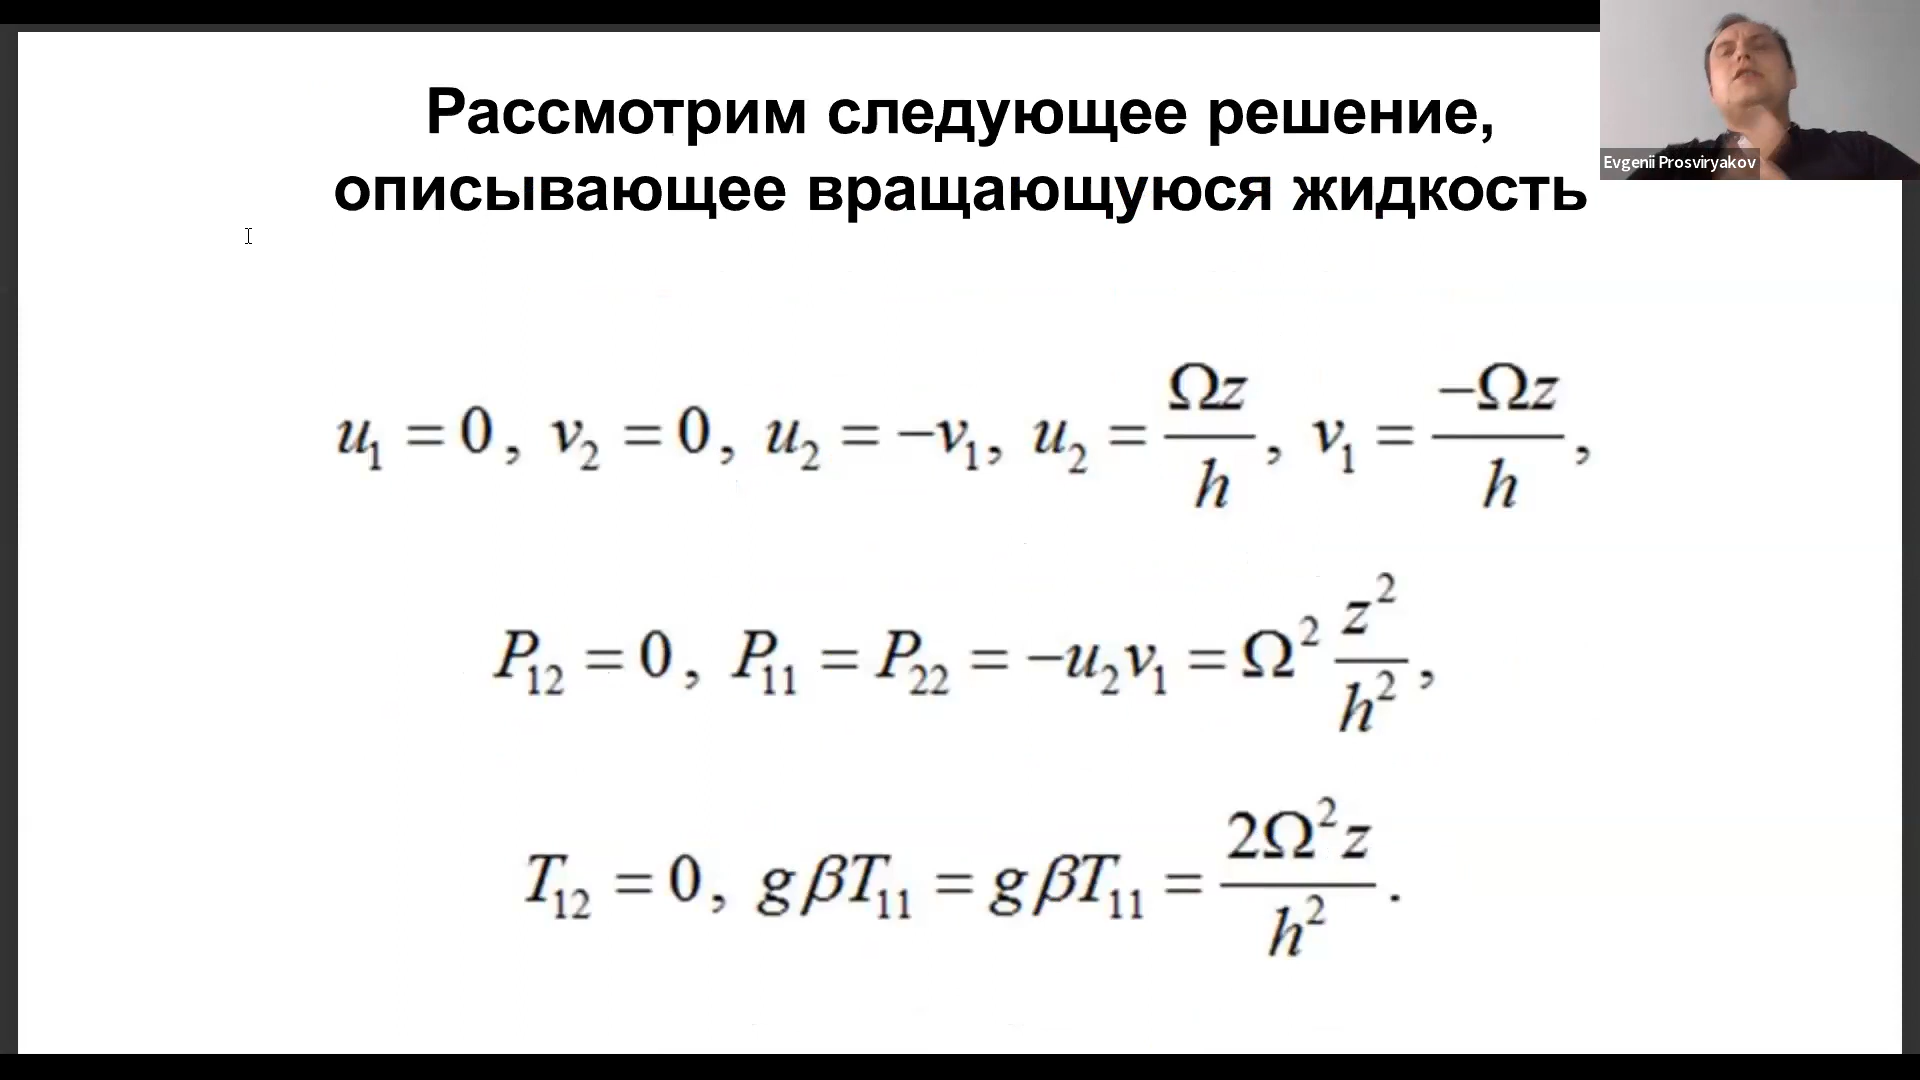 Рассмотрим следующее решение,
описывающее вращающуюся жидкость
Evgenii Prosviryakov
u₁ = 0, v₂ = 0, u₂ = −v₁, u₂ = Ωz/h, v₁ = −Ωz/h,
P₁₂ = 0, P₁₁ = P₂₂ = −u₂v₁ = Ω² z²/h²,
T₁₂ = 0, gβT₁₁ = gβT₁₁ = 2Ω²z/h².